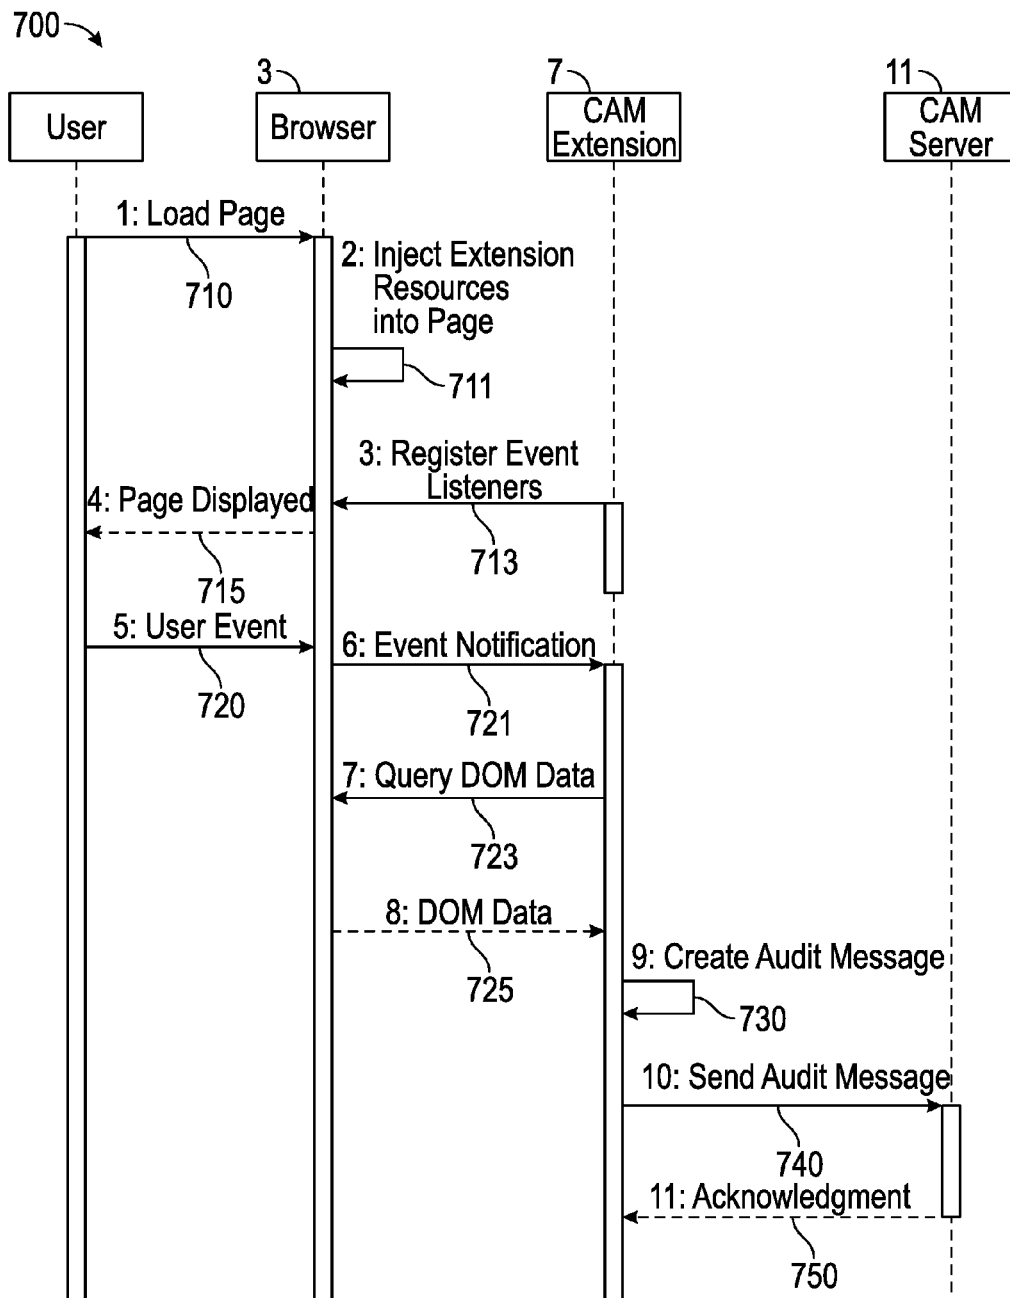 700
3
7
11
User
Browser
CAM
Extension
CAM
Server
1: Load Page
710
2: Inject Extension
Resources
into Page
711
3: Register Event
Listeners
713
4: Page Displayed
715
5: User Event
720
6: Event Notification
721
7: Query DOM Data
723
8: DOM Data
725
9: Create Audit Message
730
10: Send Audit Message
740
11: Acknowledgment
750